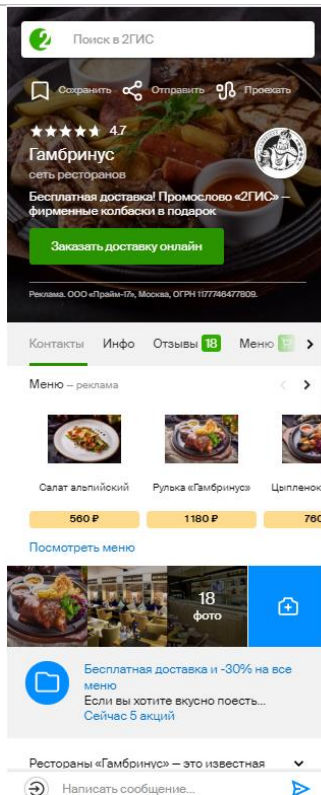 Поиск в 2ГИС
Сохранить Отправить Проехать
4.7
Гамбринус
сеть ресторанов
Бесплатная доставка! Промослово «2ГИС» –
фирменные колбаски в подарок
Заказать доставку онлайн
Реклама. ООО «Прайм-17», Москва, ОГРН 1177746477809.
Контакты Инфо Отзывы 18 Меню
Меню – реклама
Салат альпийский Рулька «Гамбринус» Цыпленок
560 ₽ 1180 ₽ 760
Посмотреть меню
18
фото
Бесплатная доставка и -30% на все
меню
Если вы хотите вкусно поесть...
Сейчас 5 акций
Рестораны «Гамбринус» – это известная
Написать сообщение...